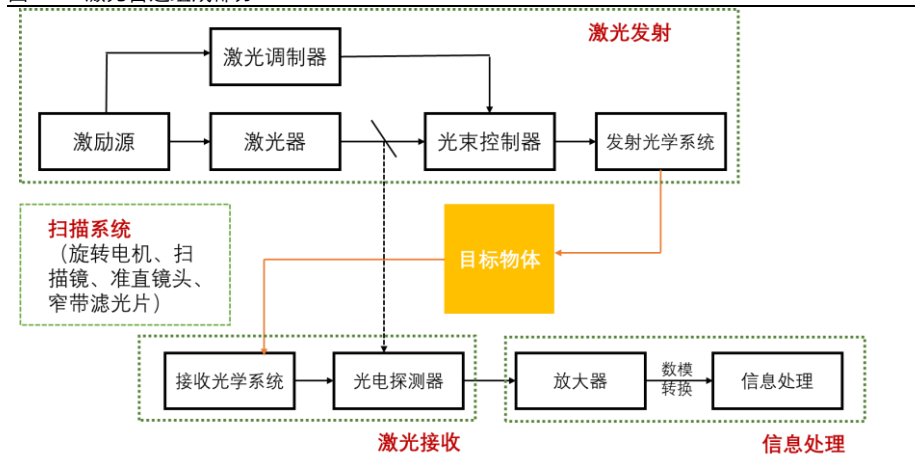 激光发射
激光调制器
激励源
激光器
光束控制器
发射光学系统
扫描系统
（旋转电机、扫
描镜、准直镜头、
窄带滤光片）
目标物体
接收光学系统
光电探测器
放大器
数模
转换
信息处理
激光接收
信息处理